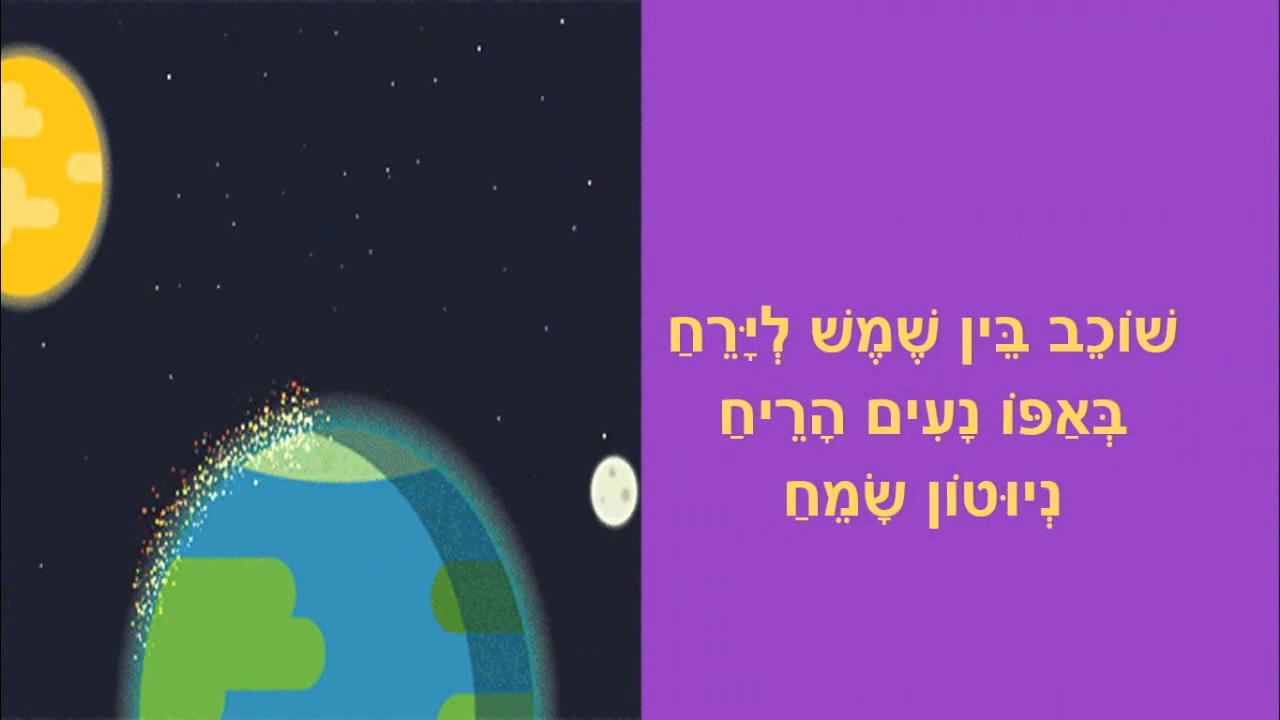 שׁוֹכֵב בֵּין שֶׁמֶשׁ לְיָּרֵחַ
בְּאַפּוֹ נָעִים הָרֵיחַ
נְיוּטוֹן שָׂמֵחַ